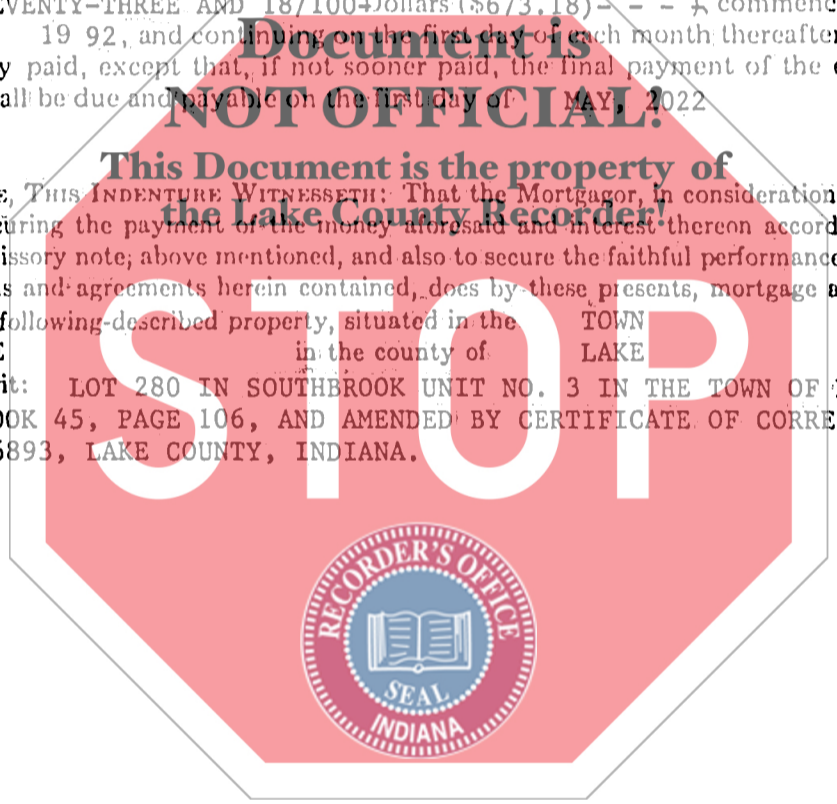 VENTY-THREE AND 18/100-Dollars ($673.18)- - - -, commenc
19 92, and continuing on the first day of each month thereafter
y paid, except that, if not sooner paid, the final payment of the
all be due and payable on the first day of MAY, 2022
Document is
NOT OFFICIAL!
This Document is the property of
the Lake County Recorder!
, THIS INDENTURE WITNESSETH: That the Mortgagor, in consideration
curing the payment of the money aforesaid and interest thereon accord
issory note; above mentioned, and also to secure the faithful performance
s and agreements herein contained, does by these presents, mortgage a
following-described property, situated in the TOWN
in the county of LAKE
it: LOT 280 IN SOUTHBROOK UNIT NO. 3 IN THE TOWN OF
OOK 45, PAGE 106, AND AMENDED BY CERTIFICATE OF CORRE
5893, LAKE COUNTY, INDIANA.
STOP
RECORDER'S OFFICE
SEAL
INDIANA